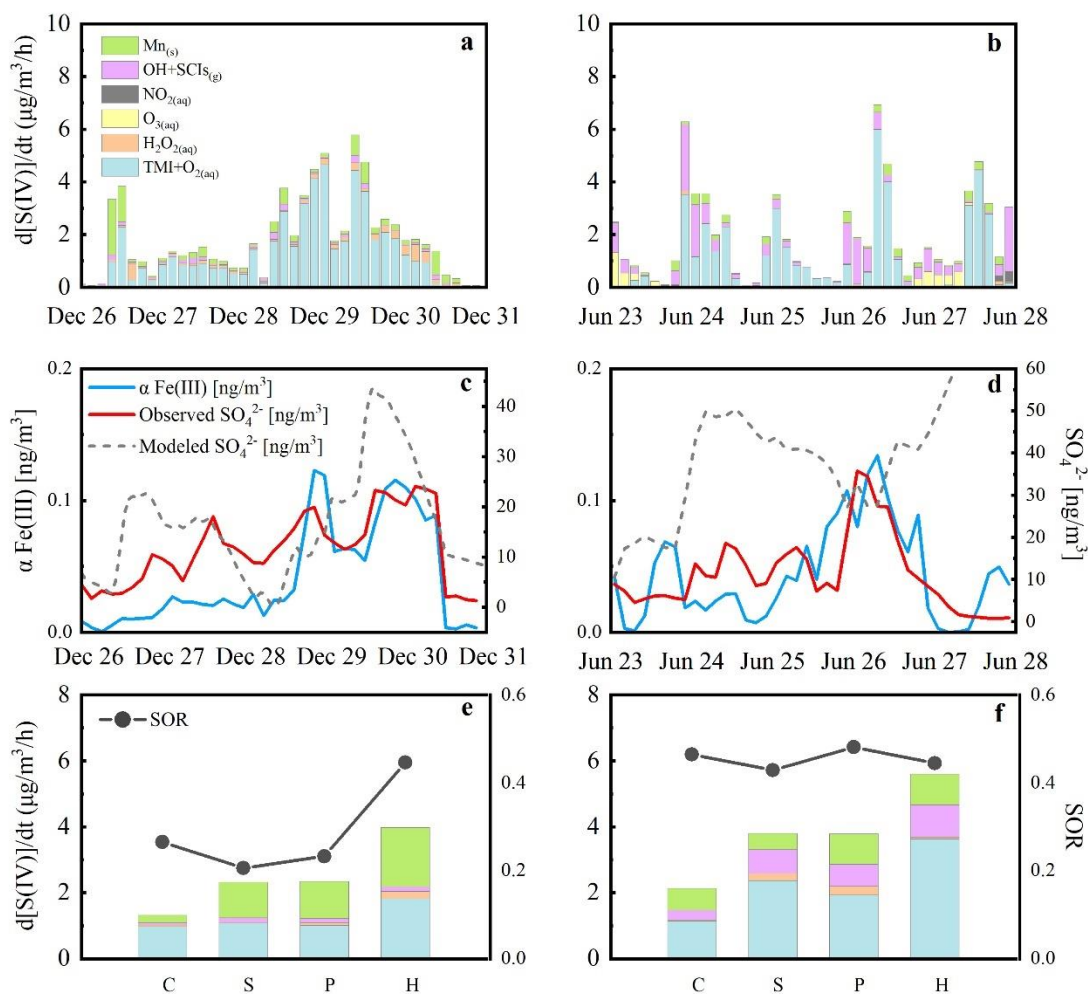 10
8
6
4
2
0
d[S(IV)]/dt (μg/m³/h)
a
Mn(s)
OH+SCIs(g)
NO2(aq)
O3(aq)
H2O2(aq)
TMI+O2(aq)
Dec 26 Dec 27 Dec 28 Dec 29 Dec 30 Dec 31
10
8
6
4
2
0
b
Jun 23 Jun 24 Jun 25 Jun 26 Jun 27 Jun 28
0.2
0.1
0.0
α Fe(III) [ng/m³]
c
α Fe(III) [ng/m³]
Observed SO₄²⁻ [ng/m³]
Modeled SO₄²⁻ [ng/m³]
40
30
20
10
0
Dec 26 Dec 27 Dec 28 Dec 29 Dec 30 Dec 31
0.2
0.1
0.0
d
60
50
40
30
20
10
0
SO₄²⁻ [ng/m³]
Jun 23 Jun 24 Jun 25 Jun 26 Jun 27 Jun 28
8
6
4
2
0
d[S(IV)]/dt (μg/m³/h)
SOR
e
0.6
0.4
0.2
0.0
C S P H
8
6
4
2
0
f
0.6
0.4
0.2
0.0
SOR
C S P H